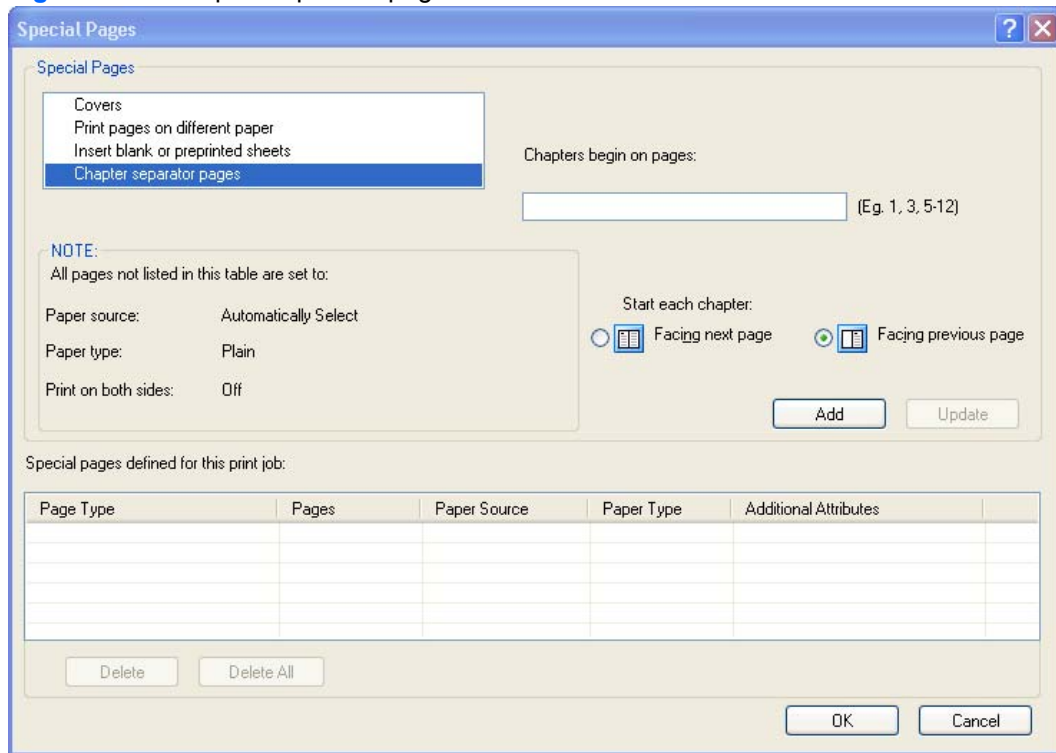 Special Pages
Special Pages
Covers
Print pages on different paper
Insert blank or preprinted sheets
Chapter separator pages
Chapters begin on pages:
(Eg. 1, 3, 5-12)
NOTE:
All pages not listed in this table are set to:
Paper source: Automatically Select
Paper type: Plain
Print on both sides: Off
Start each chapter:
Facing next page Facing previous page
Add Update
Special pages defined for this print job:
Page Type Pages Paper Source Paper Type Additional Attributes
Delete Delete All
OK Cancel